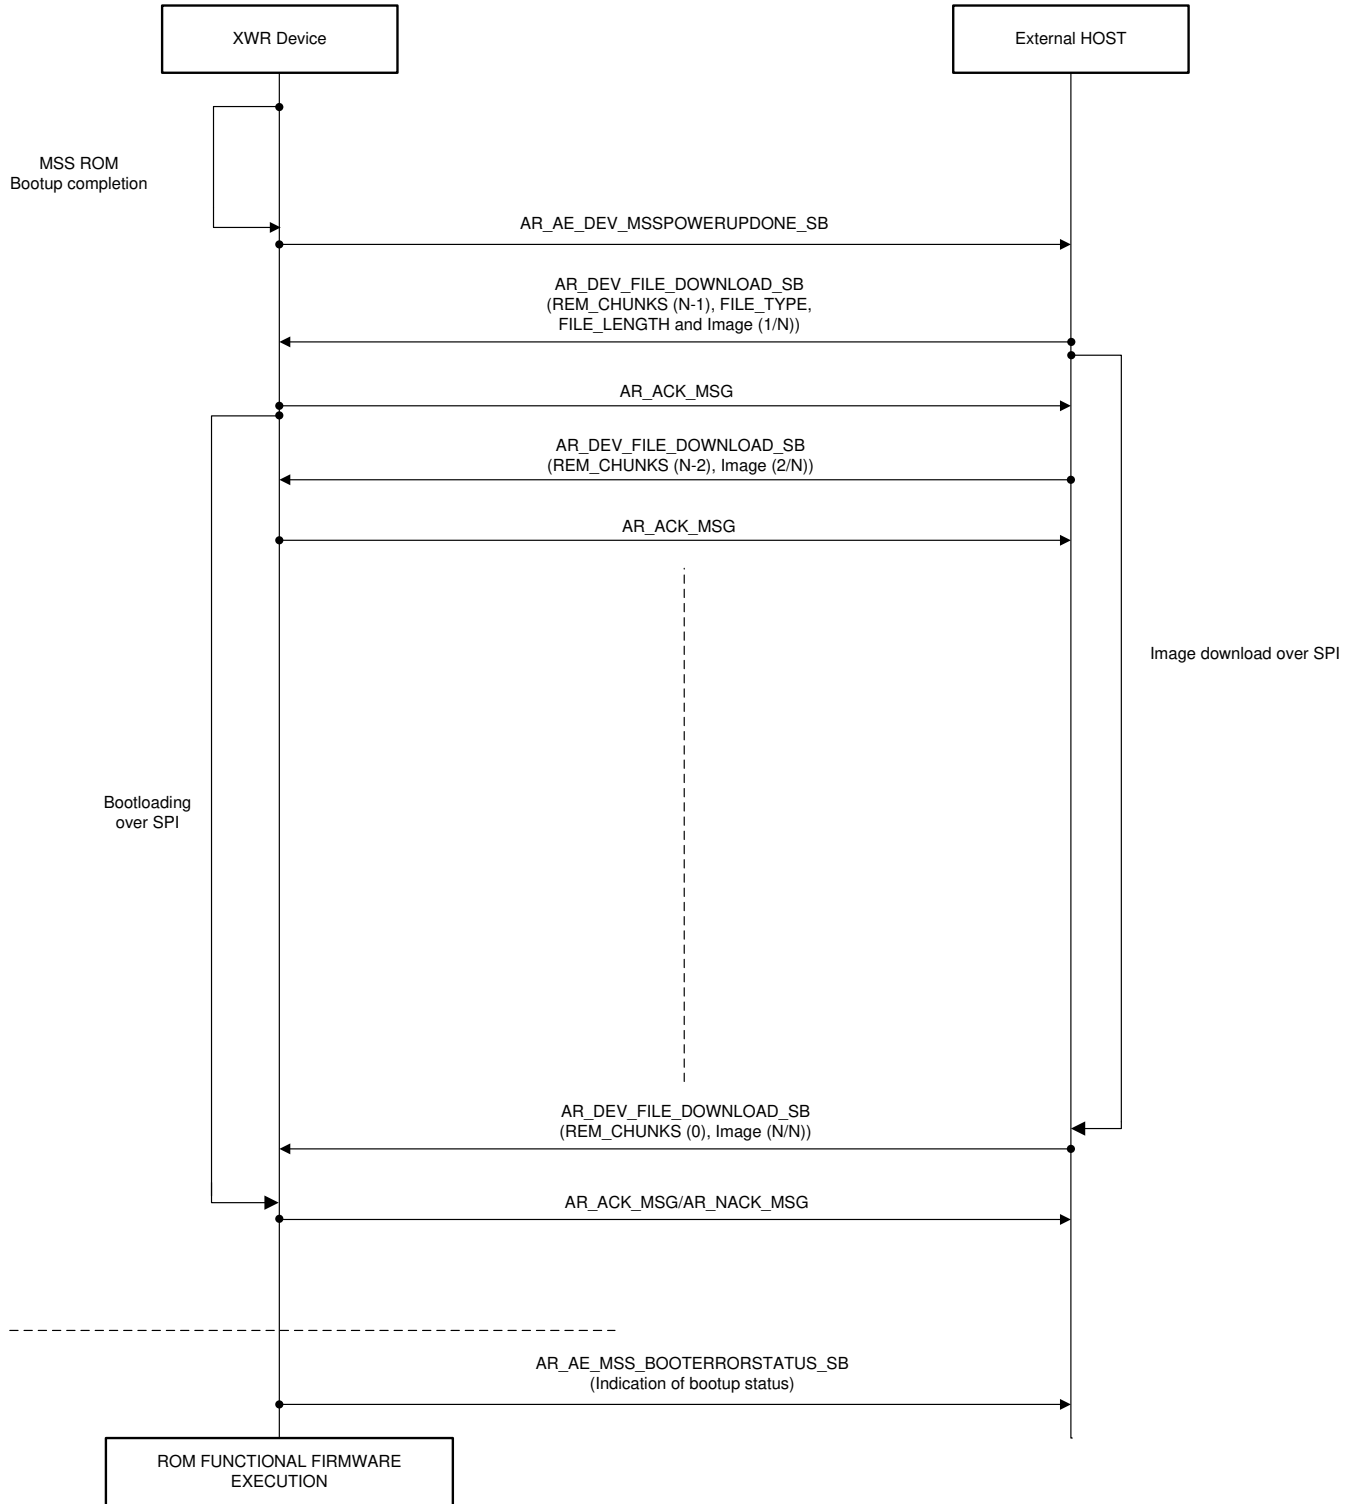 XWR Device
External HOST
MSS ROM
Bootup completion
AR_AE_DEV_MSSPOWERUPDONE_SB
AR_DEV_FILE_DOWNLOAD_SB
(REM_CHUNKS (N-1), FILE_TYPE,
FILE_LENGTH and Image (1/N))
AR_ACK_MSG
AR_DEV_FILE_DOWNLOAD_SB
(REM_CHUNKS (N-2), Image (2/N))
AR_ACK_MSG
Image download over SPI
Bootloading
over SPI
AR_DEV_FILE_DOWNLOAD_SB
(REM_CHUNKS (0), Image (N/N))
AR_ACK_MSG/AR_NACK_MSG
AR_AE_MSS_BOOTERRORSTATUS_SB
(Indication of bootup status)
ROM FUNCTIONAL FIRMWARE
EXECUTION